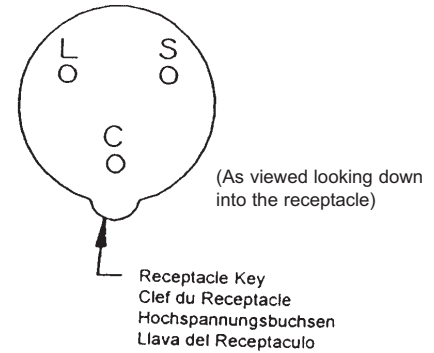 L S
C
(As viewed looking down
into the receptacle)
Receptacle Key
Clef du Receptacle
Hochspannungsbuchsen
Llava del Receptaculo